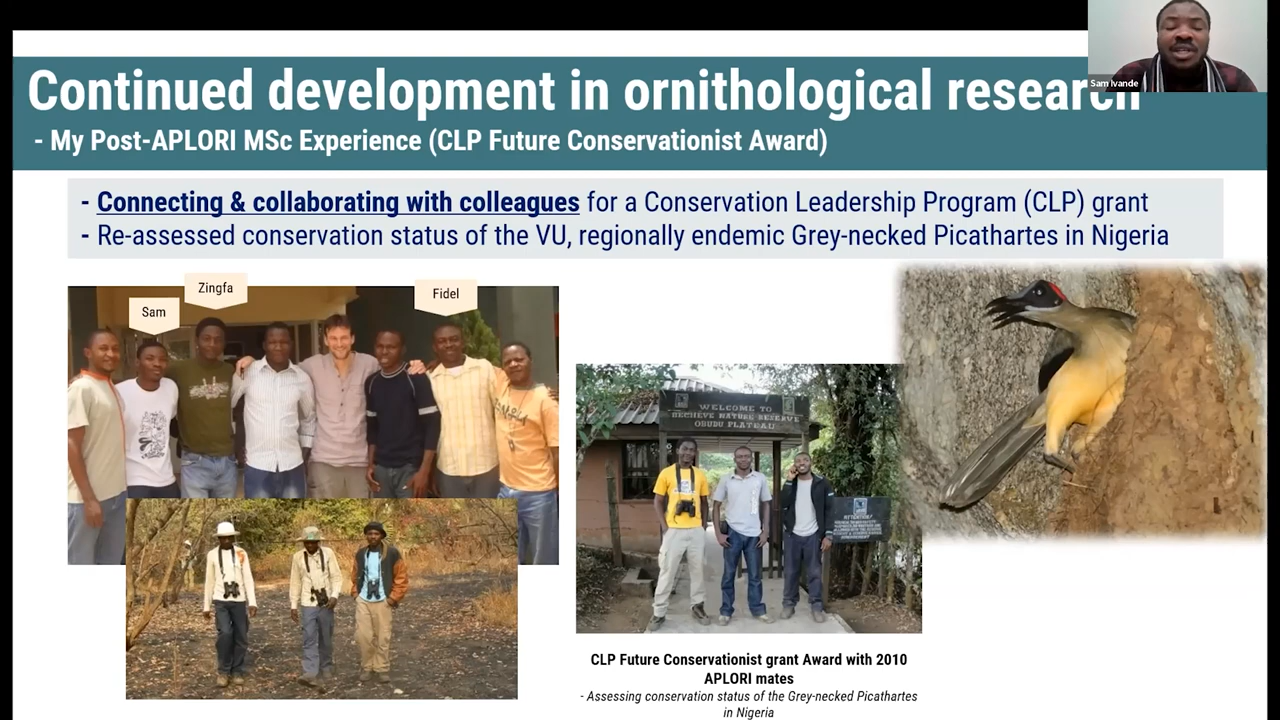 Sam Ivande
Continued development in ornithological research
- My Post-APLORI MSc Experience (CLP Future Conservationist Award)
- Connecting & collaborating with colleagues for a Conservation Leadership Program (CLP) grant
- Re-assessed conservation status of the VU, regionally endemic Grey-necked Picathartes in Nigeria
Sam
Zingfa
Fidel
WELCOME TO
BECHEVE NATURE RESERVE
OBUDU PLATEAU
ATTENTION!
CLP Future Conservationist grant Award with 2010
APLORI mates
- Assessing conservation status of the Grey-necked Picathartes
in Nigeria